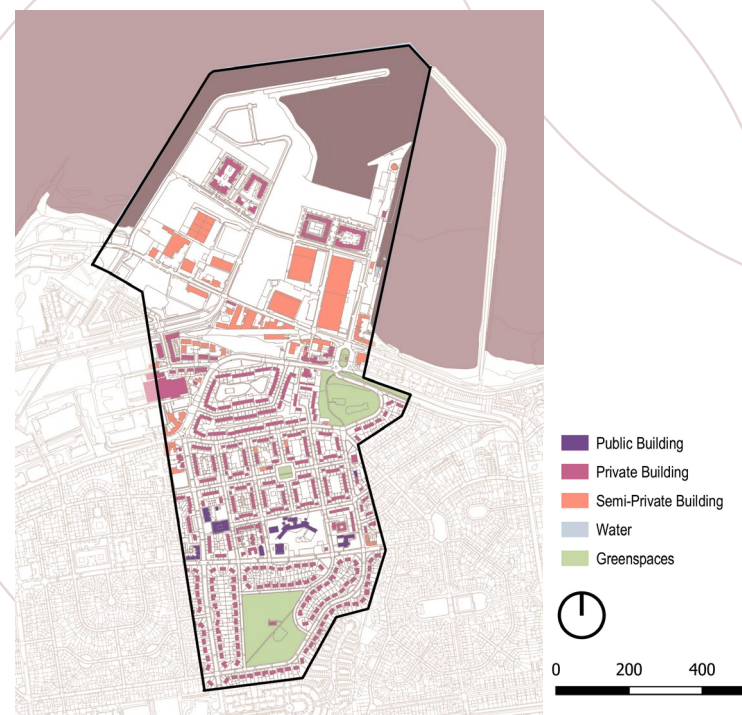 Public Building
Private Building
Semi-Private Building
Water
Greenspaces
0 200 400